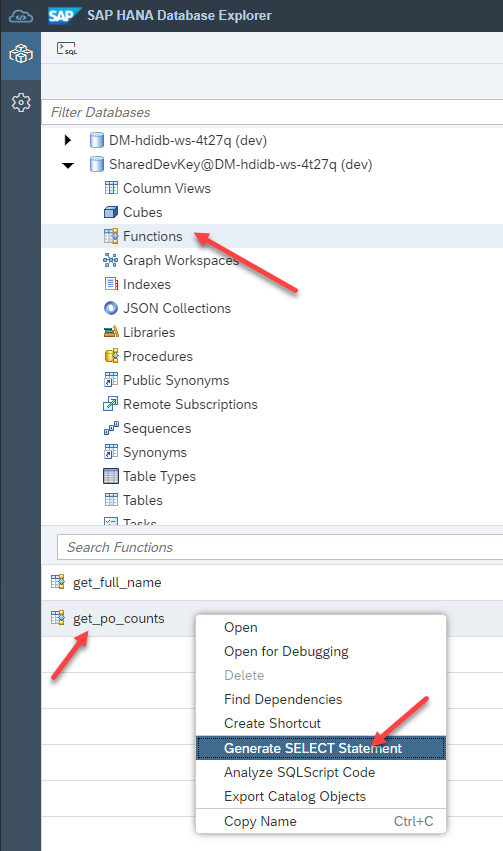 SAP SAP HANA Database Explorer
SQL
Filter Databases
DM-hdidb-ws-4t27q (dev)
SharedDevKey@DM-hdidb-ws-4t27q (dev)
Column Views
Cubes
Functions
Graph Workspaces
Indexes
JSON Collections
Libraries
Procedures
Public Synonyms
Remote Subscriptions
Sequences
Synonyms
Table Types
Tables
Tasks
Search Functions
get_full_name
get_po_counts
Open
Open for Debugging
Delete
Find Dependencies
Create Shortcut
Generate SELECT Statement
Analyze SQLScript Code
Export Catalog Objects
Copy Name Ctrl+C